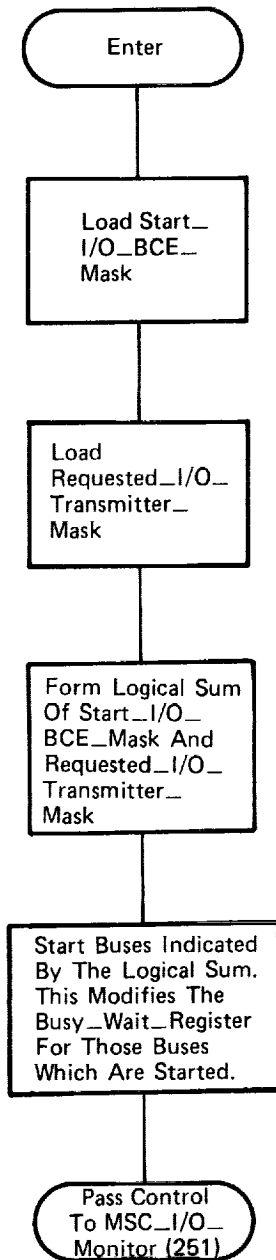 Enter
Load Start_
I/O_BCE_
Mask
Load
Requested_I/O_
Transmitter_
Mask
Form Logical Sum
Of Start_I/O_
BCE_Mask And
Requested_I/O_
Transmitter_
Mask
Start Buses Indicated
By The Logical Sum.
This Modifies The
Busy_Wait_Register
For Those Buses
Which Are Started.
Pass Control
To MSC_I/O_
Monitor (251)